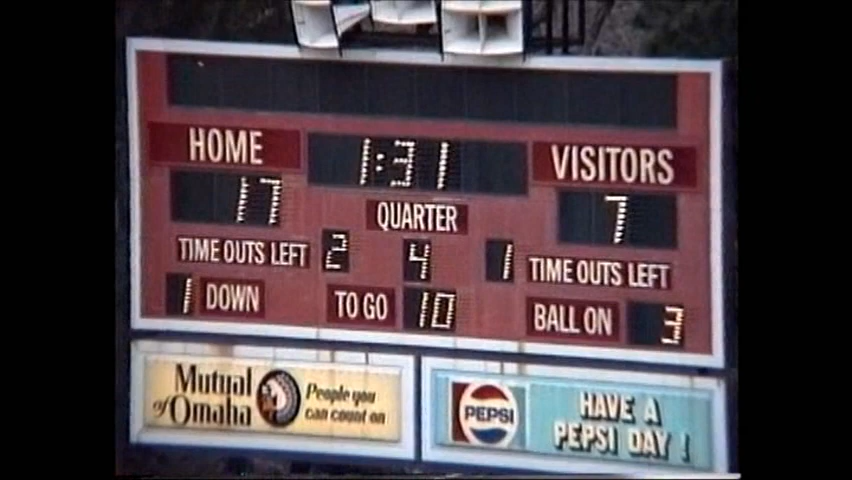 HOME 1:31 VISITORS
17 QUARTER 7
TIME OUTS LEFT 2 4 1 TIME OUTS LEFT
1 DOWN TO GO 10 BALL ON 3
Mutual
of Omaha
People you
can count on
PEPSI
HAVE A
PEPSI DAY!